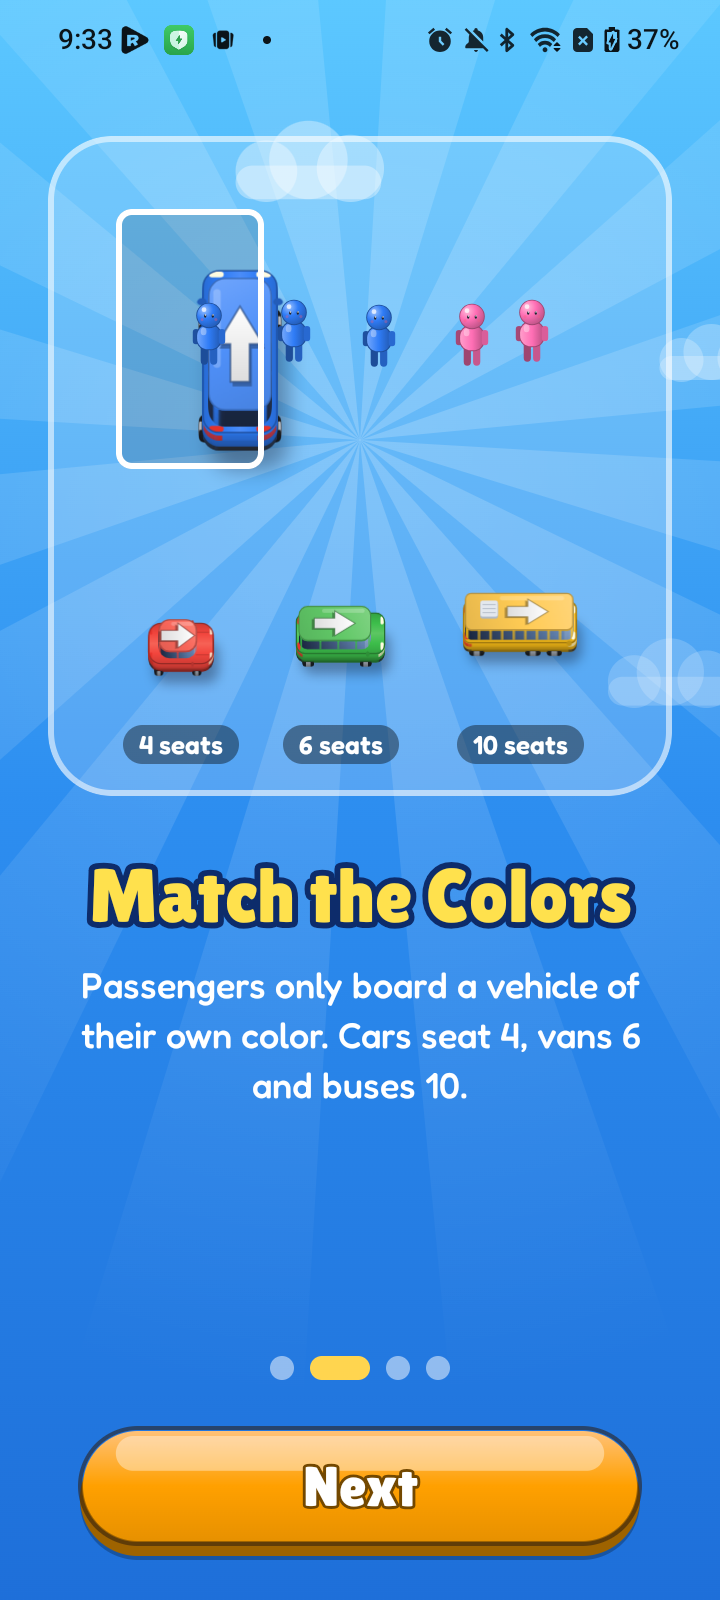 9:33
37%
4 seats
6 seats
10 seats
Match the Colors
Passengers only board a vehicle of
their own color. Cars seat 4, vans 6
and buses 10.
Next